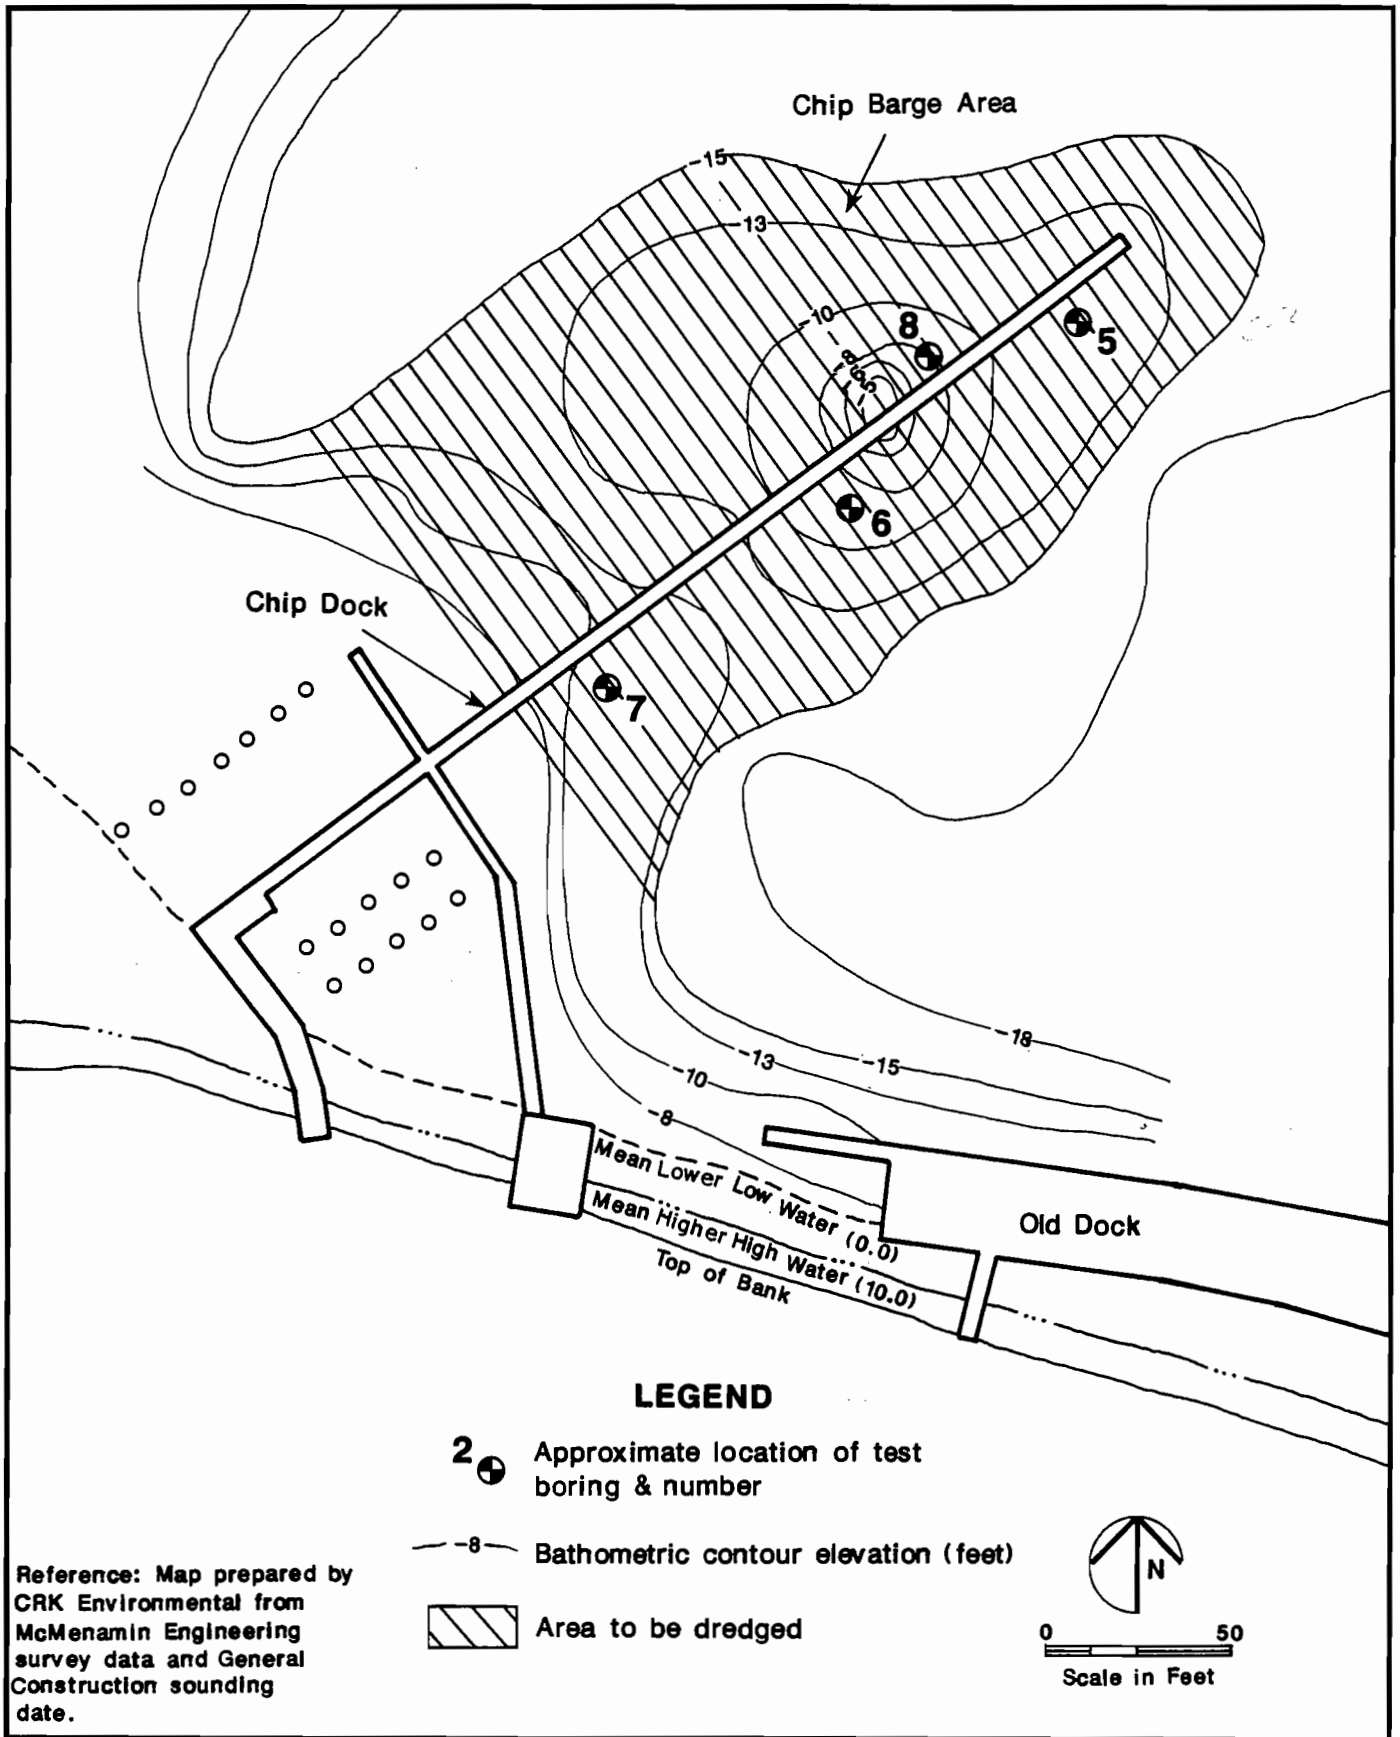 Chip Barge Area
-15
-13
-10
8
-8
-6
-5
5
6
Chip Dock
7
-18
-15
-13
-10
-8
Mean Lower Low Water (0.0)
Mean Higher High Water (10.0)
Top of Bank
Old Dock
LEGEND
2 Approximate location of test
boring & number
-8 Bathometric contour elevation (feet)
Area to be dredged
Reference: Map prepared by
CRK Environmental from
McMenamin Engineering
survey data and General
Construction sounding
date.
N
0 50
Scale in Feet